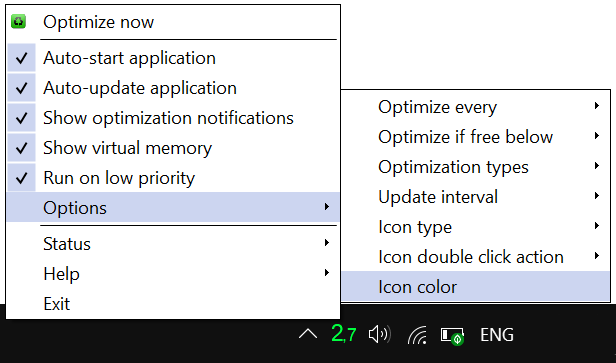 Optimize now
Auto-start application
Auto-update application
Show optimization notifications
Show virtual memory
Run on low priority
Options
Status
Help
Exit
Optimize every
Optimize if free below
Optimization types
Update interval
Icon type
Icon double click action
Icon color
2,7 ENG